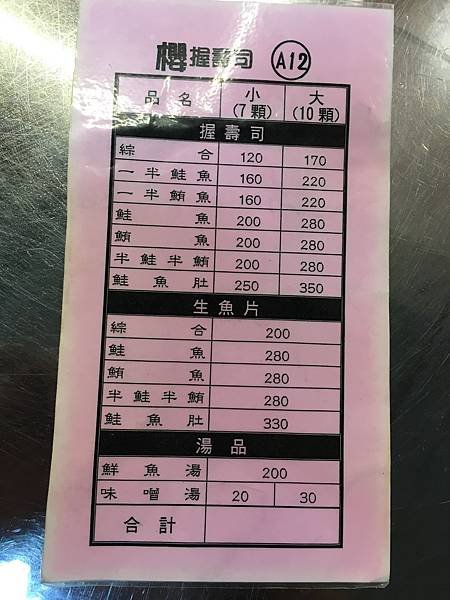 櫻握壽司 A12
品名 小(7顆) 大(10顆)
握壽司
綜合 120 170
一半鮭魚 160 220
一半鮪魚 160 220
鮭魚 200 280
鮪魚 200 280
半鮭半鮪 200 280
鮭魚肚 250 350
生魚片
綜合 200
鮭魚 280
鮪魚 280
半鮭半鮪 280
鮭魚肚 330
湯品
鮮魚湯 200
味噌湯 20 30
合計